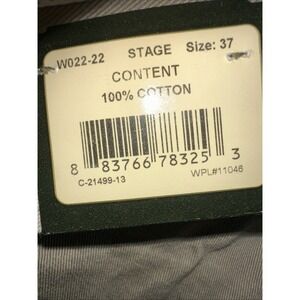 W022-22 STAGE Size: 37
CONTENT
100% COTTON
8 83766 78325 3
C-21499-13 WPL#11046